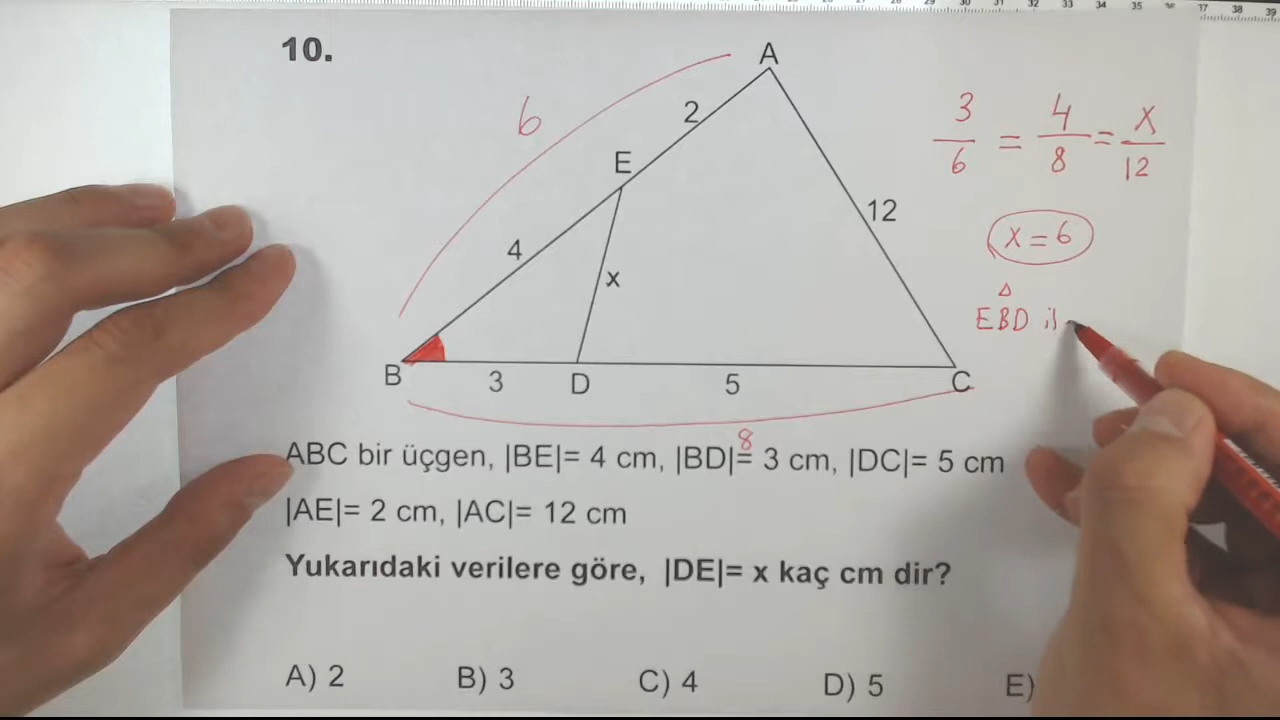 10.
A
6
2
3/6 = 4/8 = x/12
E
12
4
x = 6
x
△
EBD il
B
3
D
5
C
8
ABC bir üçgen, |BE|= 4 cm, |BD|= 3 cm, |DC|= 5 cm
|AE|= 2 cm, |AC|= 12 cm
Yukarıdaki verilere göre, |DE|= x kaç cm dir?
A) 2 B) 3 C) 4 D) 5 E)